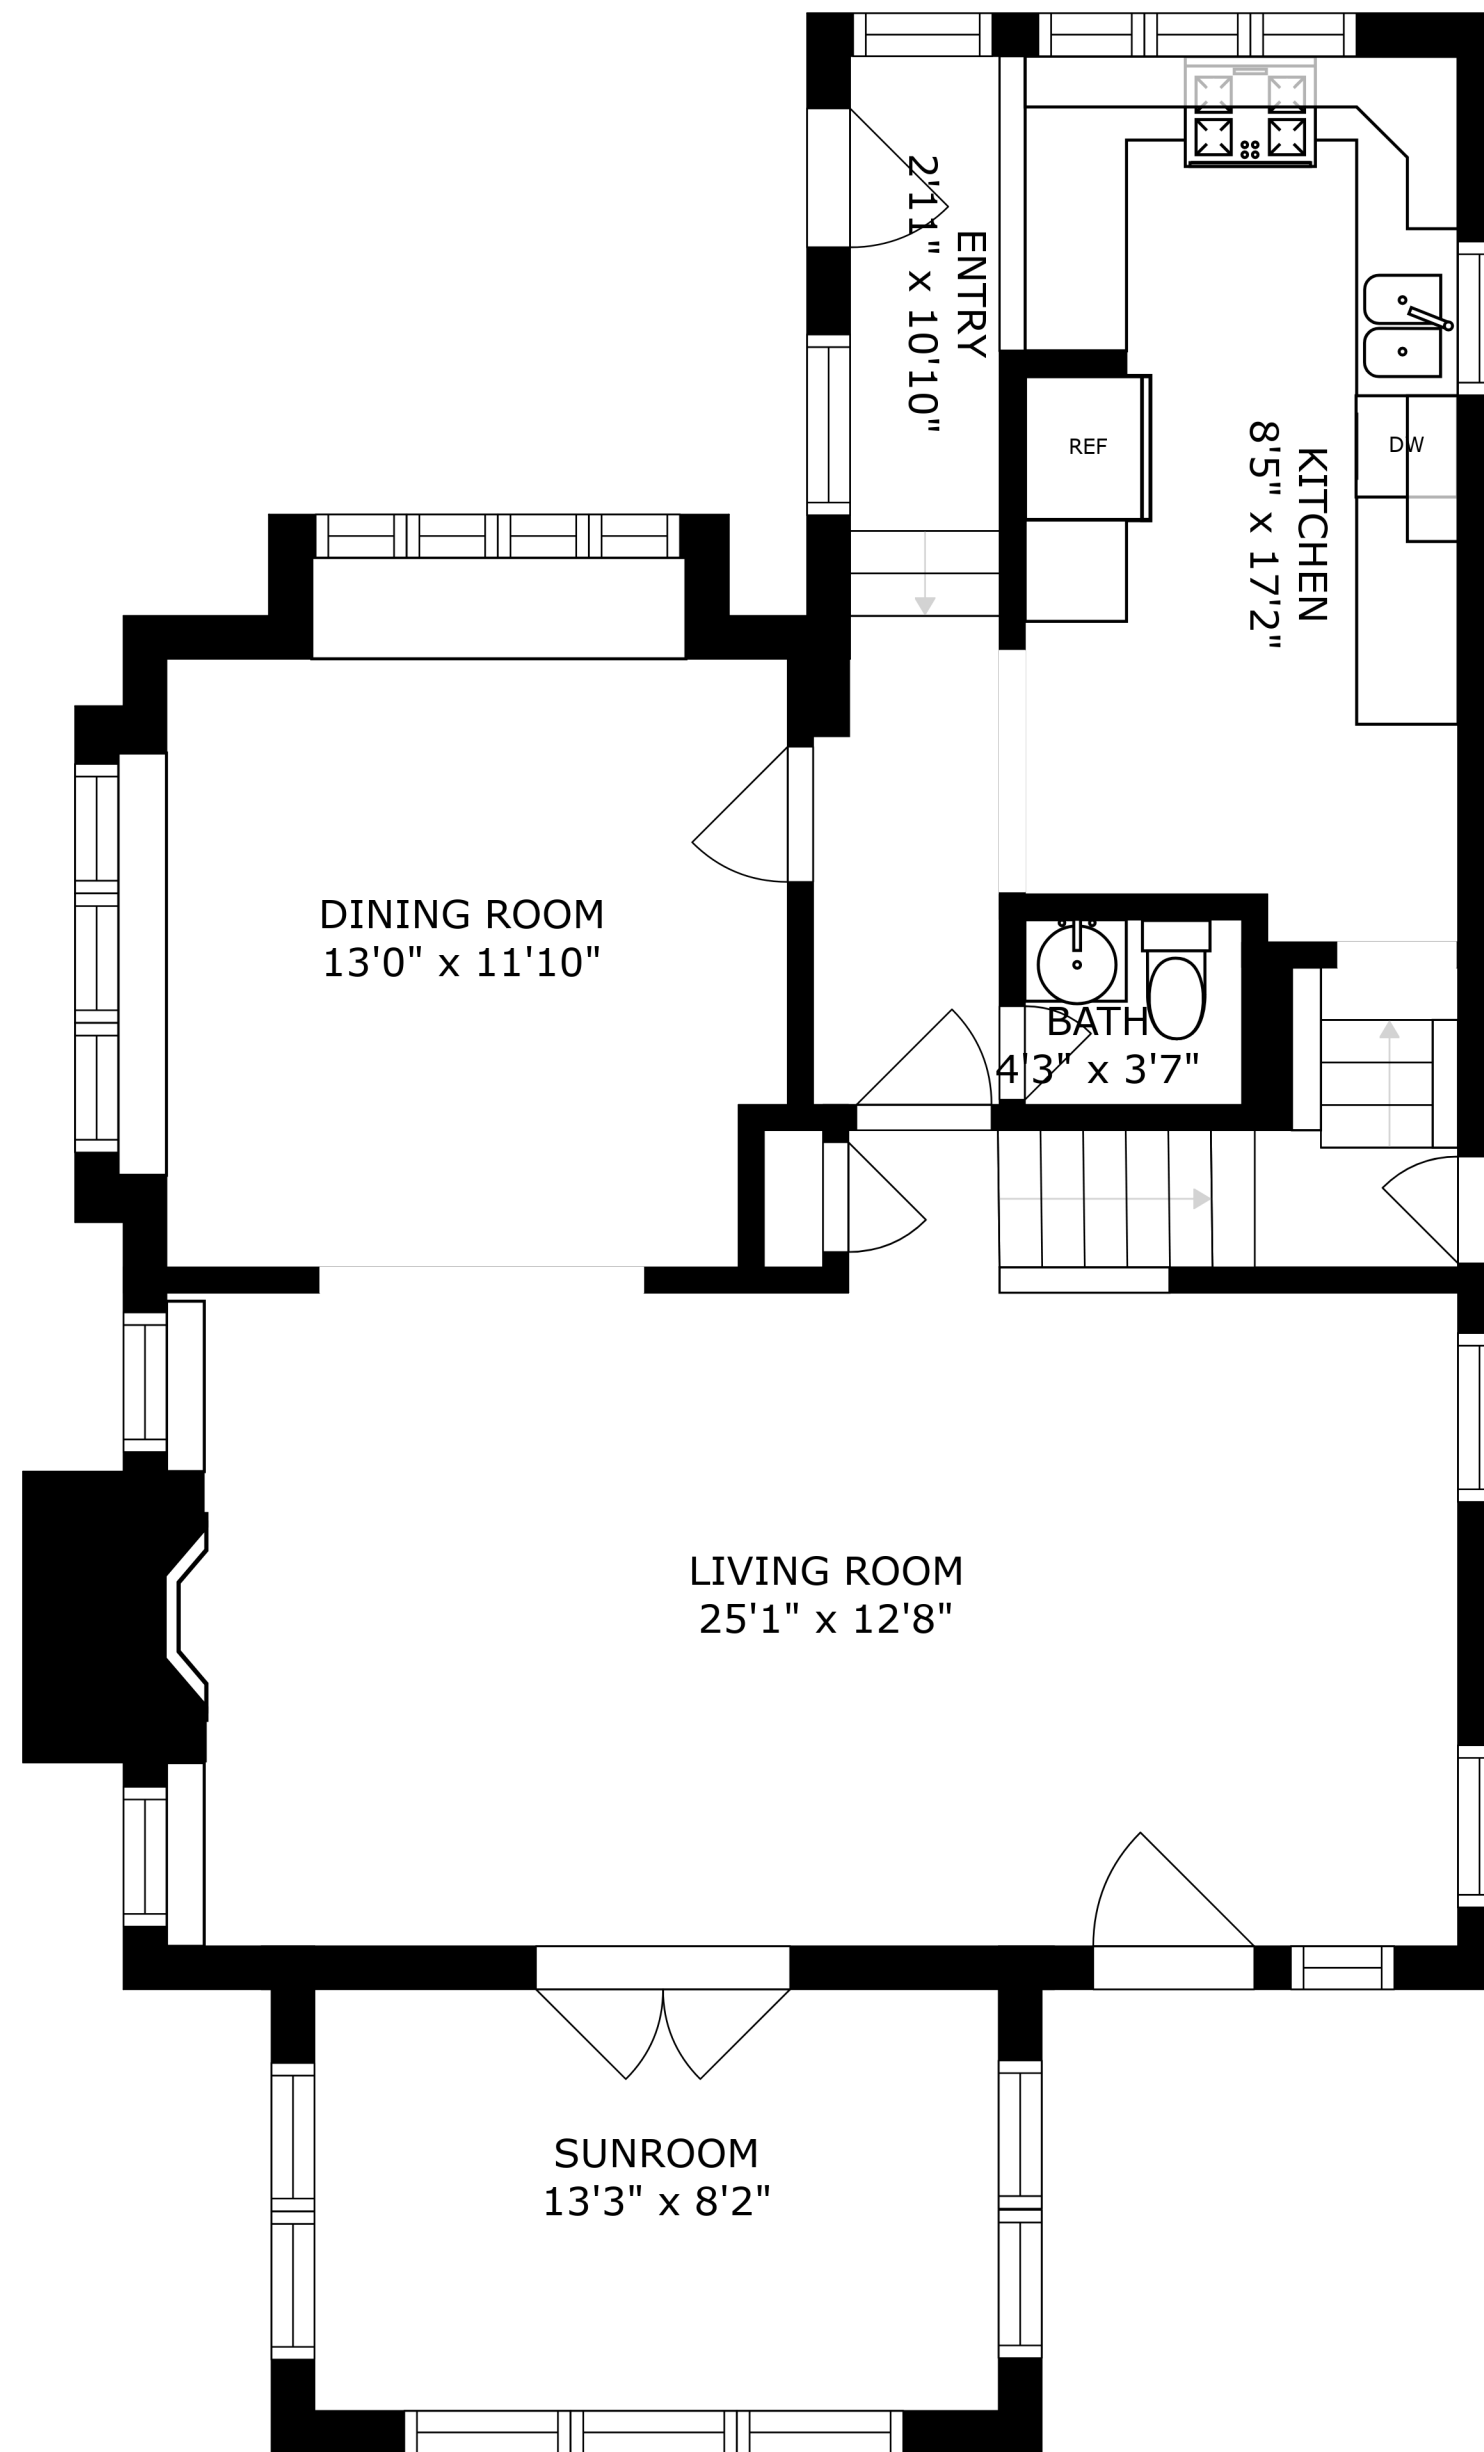 ENTRY
2'11" x 10'10"
KITCHEN
8'5" x 17'2"
REF
DW
DINING ROOM
13'0" x 11'10"
BATH
4'3" x 3'7"
LIVING ROOM
25'1" x 12'8"
SUNROOM
13'3" x 8'2"